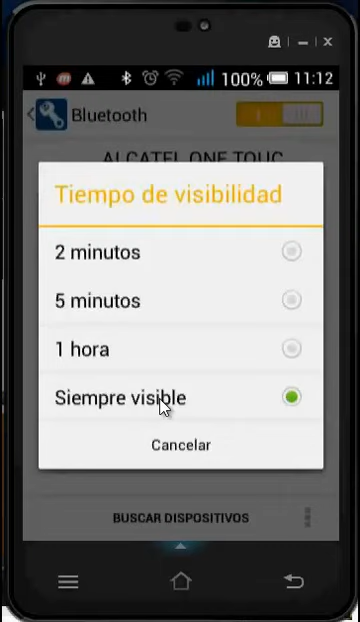 100% 11:12
Bluetooth
ALCATEL ONE TOUC
Tiempo de visibilidad
2 minutos
5 minutos
1 hora
Siempre visible
Cancelar
BUSCAR DISPOSITIVOS